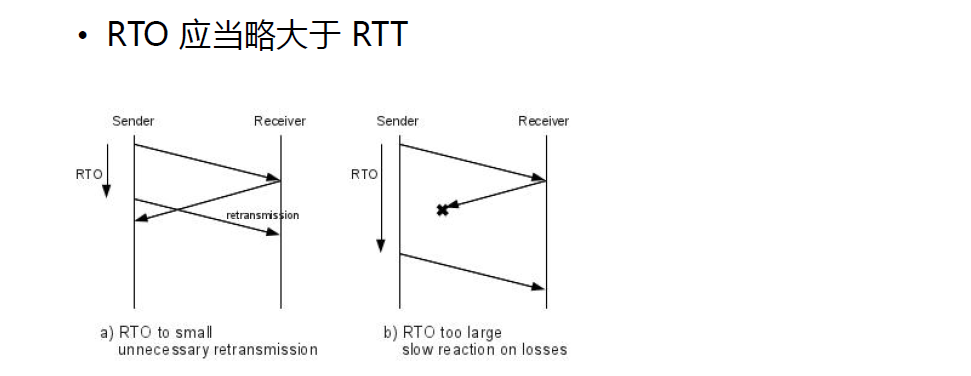 • RTO 应当略大于 RTT
Sender Receiver
RTO
retransmission
a) RTO to small
unnecessary retransmission
Sender Receiver
RTO
b) RTO too large
slow reaction on losses